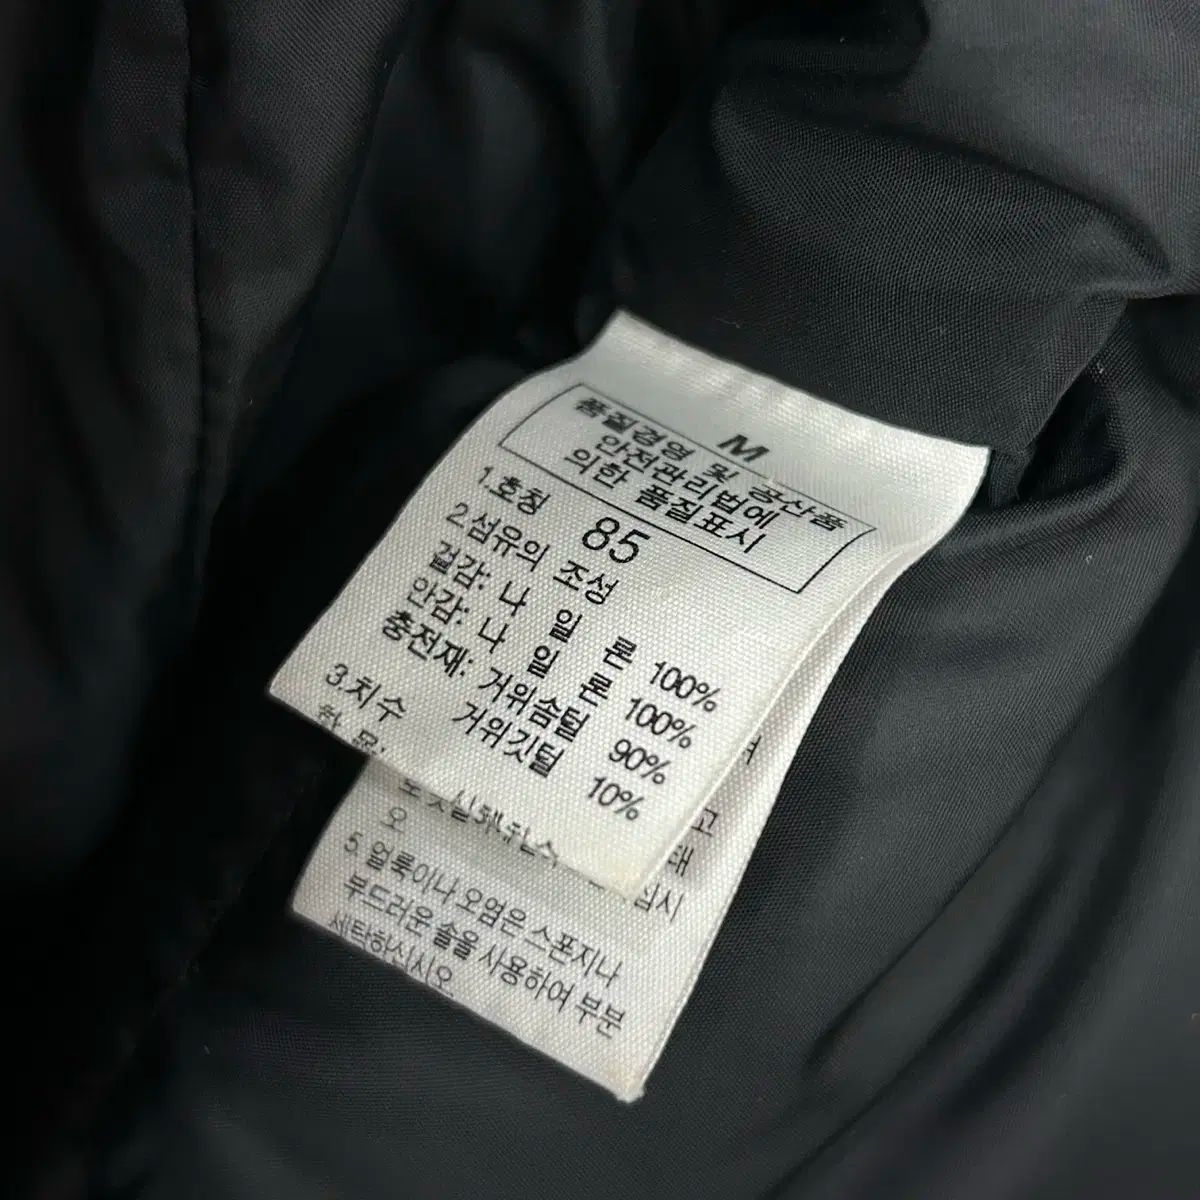 M
품질경영 및 공산품
안전관리법에
의한 품질표시
1.호칭 85
2.섬유의 조성
겉감: 나 일 론 100%
안감: 나 일 론 100%
충전재: 거위솜털 90%
거위깃털 10%
3.치수
오
5 얼룩이나 오염은 스폰지나
부드러운 솔을 사용하여 부분
세탁하십시오.